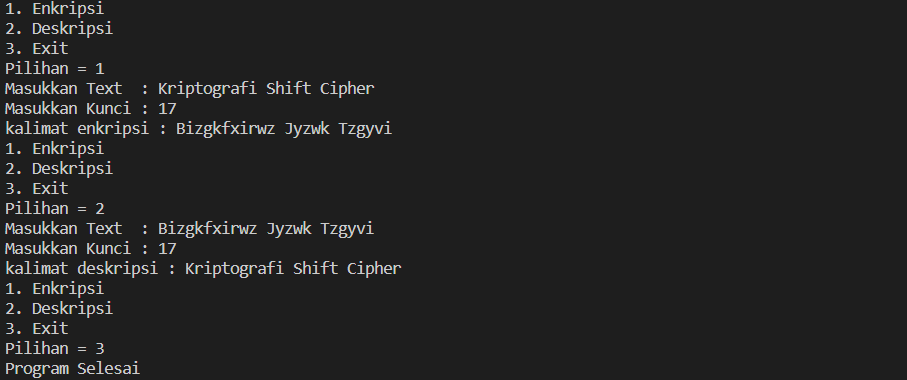 1. Enkripsi
2. Deskripsi
3. Exit
Pilihan = 1
Masukkan Text  : Kriptografi Shift Cipher
Masukkan Kunci : 17
kalimat enkripsi : Bizgkfxirwz Jyzwk Tzgyvi
1. Enkripsi
2. Deskripsi
3. Exit
Pilihan = 2
Masukkan Text  : Bizgkfxirwz Jyzwk Tzgyvi
Masukkan Kunci : 17
kalimat deskripsi : Kriptografi Shift Cipher
1. Enkripsi
2. Deskripsi
3. Exit
Pilihan = 3
Program Selesai